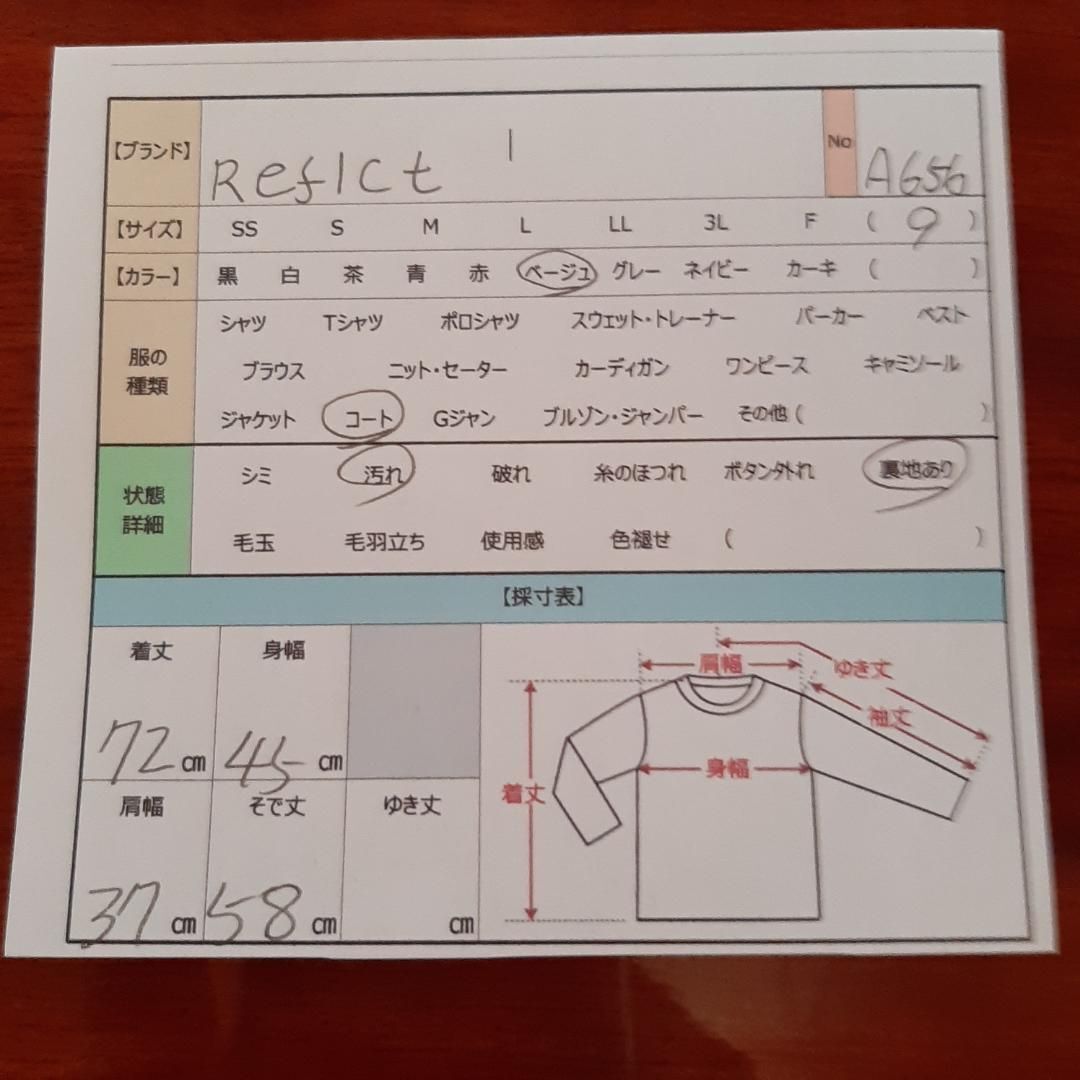 【ブランド】 Reflct No A656
【サイズ】 SS S M L LL 3L F ( 9 )
【カラー】 黒 白 茶 青 赤 ベージュ グレー ネイビー カーキ ( )
服の種類
シャツ Tシャツ ポロシャツ スウェット・トレーナー パーカー ベスト
ブラウス ニット・セーター カーディガン ワンピース キャミソール
ジャケット コート Gジャン ブルゾン・ジャンパー その他 ( )
状態詳細
シミ 汚れ 破れ 糸のほつれ ボタン外れ 裏地あり
毛玉 毛羽立ち 使用感 色褪せ ( )
【採寸表】
着丈 身幅
72 cm 45 cm
肩幅 そで丈 ゆき丈
37 cm 58 cm cm
肩幅 ゆき丈
袖丈
身幅
着丈